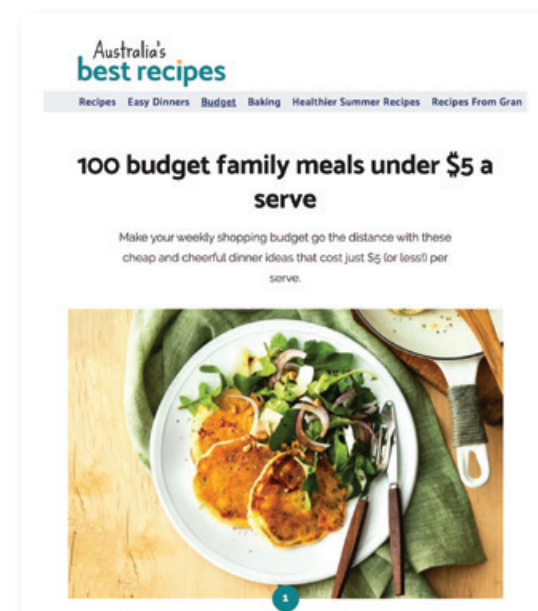 Australia's
best recipes
Recipes Easy Dinners Budget Baking Healthier Summer Recipes Recipes From Gran
100 budget family meals under $5 a
serve
Make your weekly shopping budget go the distance with these
cheap and cheerful dinner ideas that cost just $5 (or less!) per
serve.
1